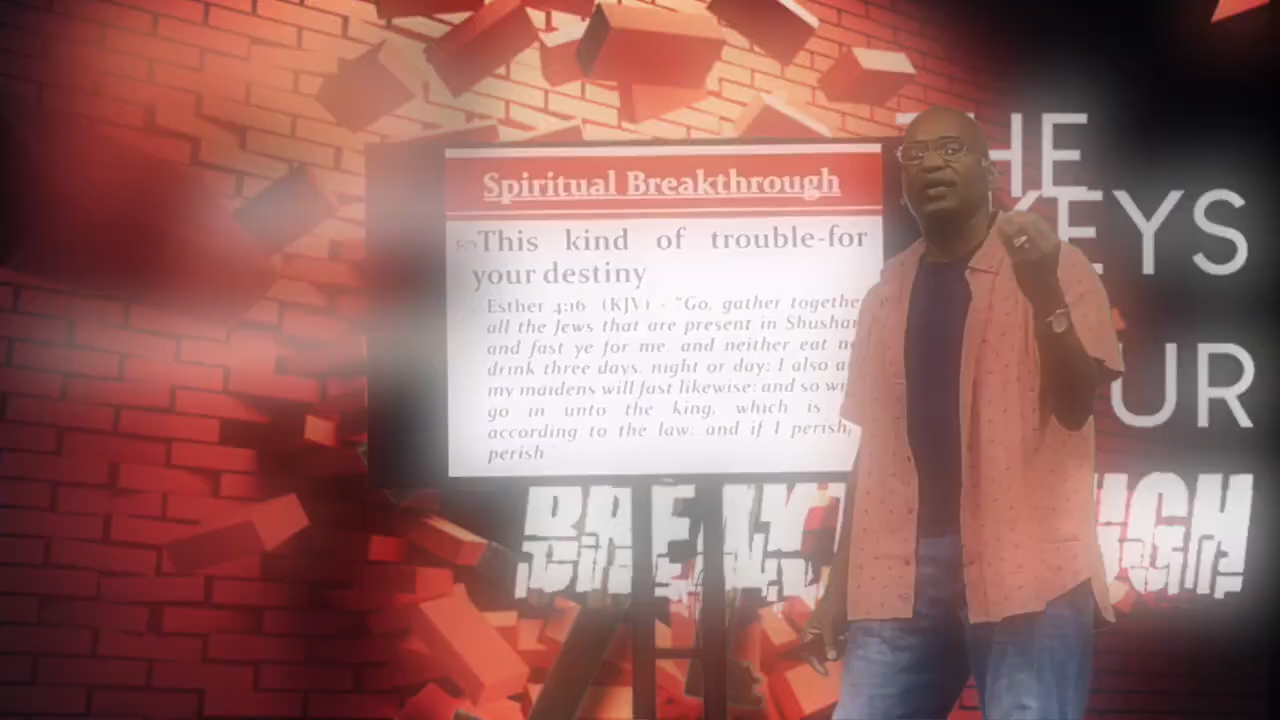 Spiritual Breakthrough
This kind of trouble-for
your destiny
Esther 4:16 (KJV) - "Go, gather together
all the Jews that are present in Shushan
and fast ye for me, and neither eat
drink three days, night or day: I also
my maidens will fast likewise; and so
go in unto the king, which is
according to the law: and if I perish,
perish
THE
KEYS
UR